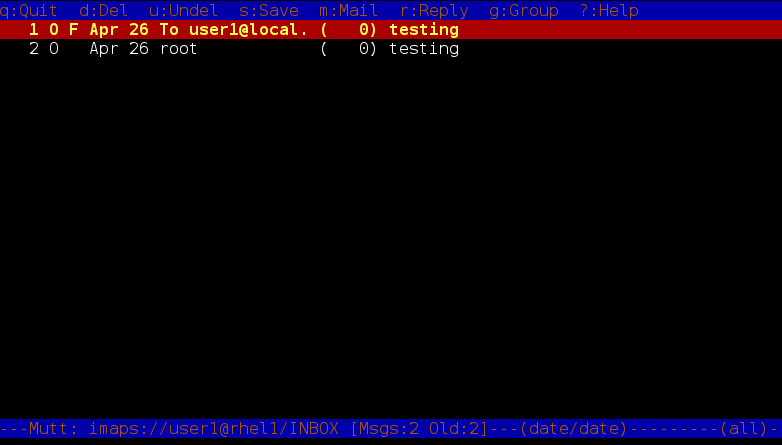 q:Quit  d:Del  u:Undel  s:Save  m:Mail  r:Reply  g:Group  ?:Help
   1 O F Apr 26 To user1@local. (   0) testing
   2 O   Apr 26 root            (   0) testing
---Mutt: imaps://user1@rhel1/INBOX [Msgs:2 Old:2]---(date/date)---------(all)-